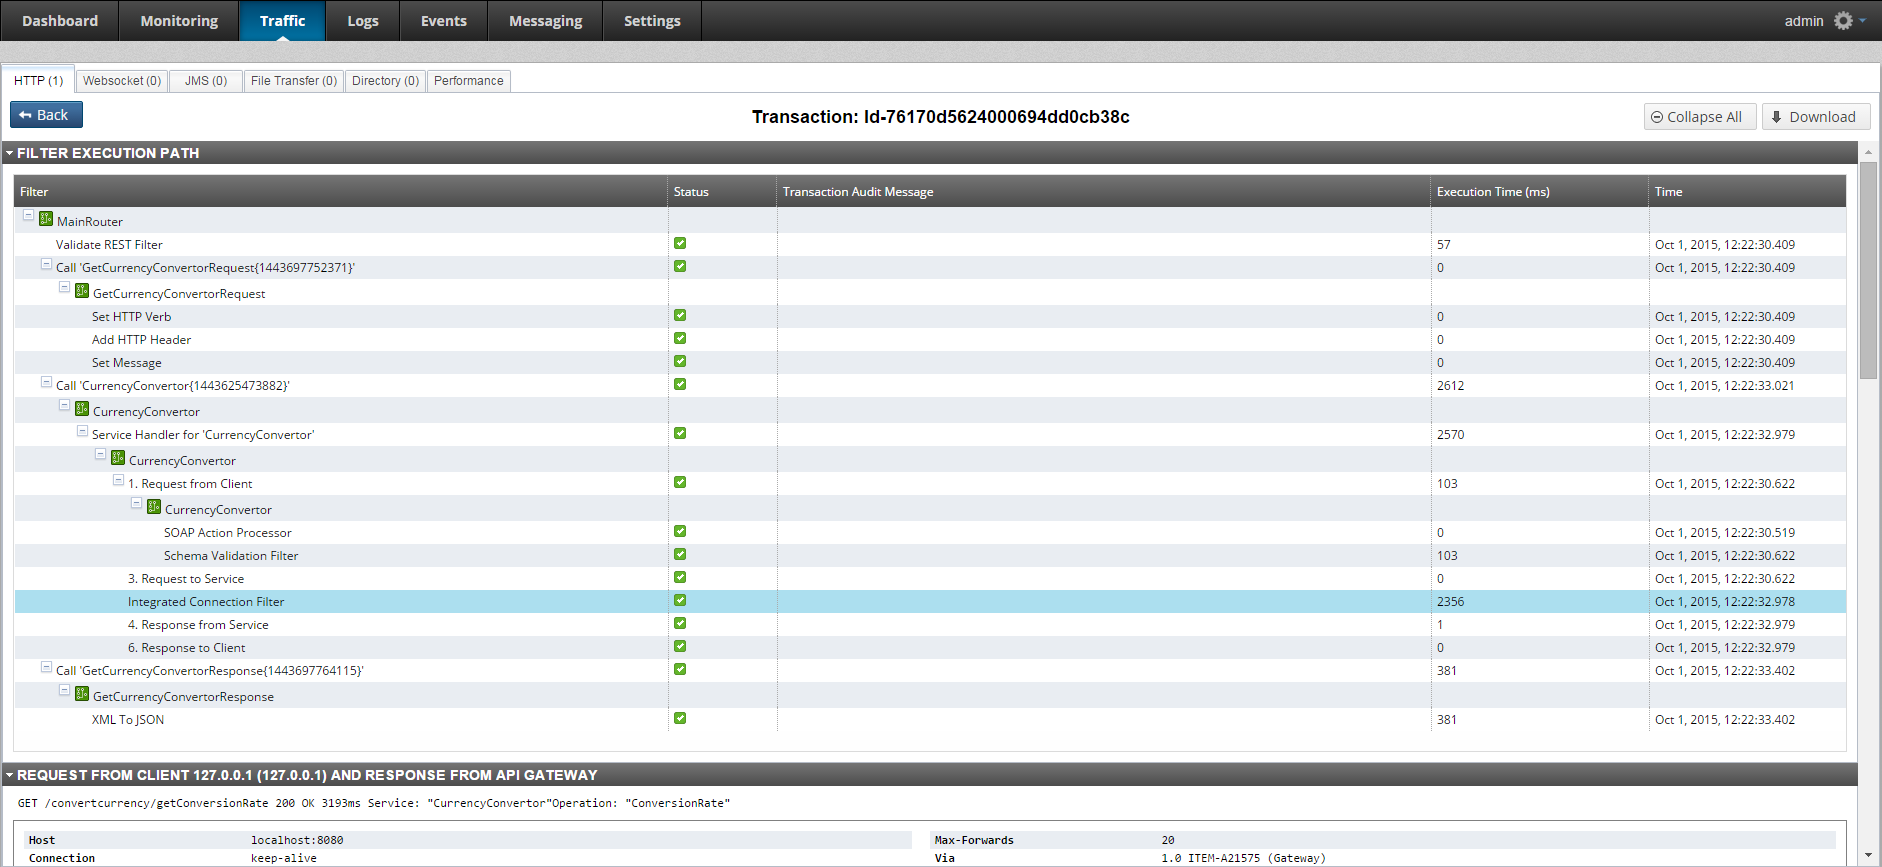 Dashboard Monitoring Traffic Logs Events Messaging Settings admin
HTTP (1) Websocket (0) JMS (0) File Transfer (0) Directory (0) Performance
Back Transaction: Id-76170d5624000694dd0cb38c Collapse All Download
FILTER EXECUTION PATH
Filter Status Transaction Audit Message Execution Time (ms) Time
MainRouter
Validate REST Filter 57 Oct 1, 2015, 12:22:30.409
Call 'GetCurrencyConvertorRequest{1443697752371}' 0 Oct 1, 2015, 12:22:30.409
GetCurrencyConvertorRequest
Set HTTP Verb 0 Oct 1, 2015, 12:22:30.409
Add HTTP Header 0 Oct 1, 2015, 12:22:30.409
Set Message 0 Oct 1, 2015, 12:22:30.409
Call 'CurrencyConvertor{1443625473882}' 2612 Oct 1, 2015, 12:22:33.021
CurrencyConvertor
Service Handler for 'CurrencyConvertor' 2570 Oct 1, 2015, 12:22:32.979
CurrencyConvertor
1. Request from Client 103 Oct 1, 2015, 12:22:30.622
CurrencyConvertor
SOAP Action Processor 0 Oct 1, 2015, 12:22:30.519
Schema Validation Filter 103 Oct 1, 2015, 12:22:30.622
3. Request to Service 0 Oct 1, 2015, 12:22:30.622
Integrated Connection Filter 2356 Oct 1, 2015, 12:22:32.978
4. Response from Service 1 Oct 1, 2015, 12:22:32.979
6. Response to Client 0 Oct 1, 2015, 12:22:32.979
Call 'GetCurrencyConvertorResponse{1443697764115}' 381 Oct 1, 2015, 12:22:33.402
GetCurrencyConvertorResponse
XML To JSON 381 Oct 1, 2015, 12:22:33.402
REQUEST FROM CLIENT 127.0.0.1 (127.0.0.1) AND RESPONSE FROM API GATEWAY
GET /convertcurrency/getConversionRate 200 OK 3193ms Service: "CurrencyConvertor"Operation: "ConversionRate"
Host localhost:8080 Max-Forwards 20
Connection keep-alive Via 1.0 ITEM-A21575 (Gateway)